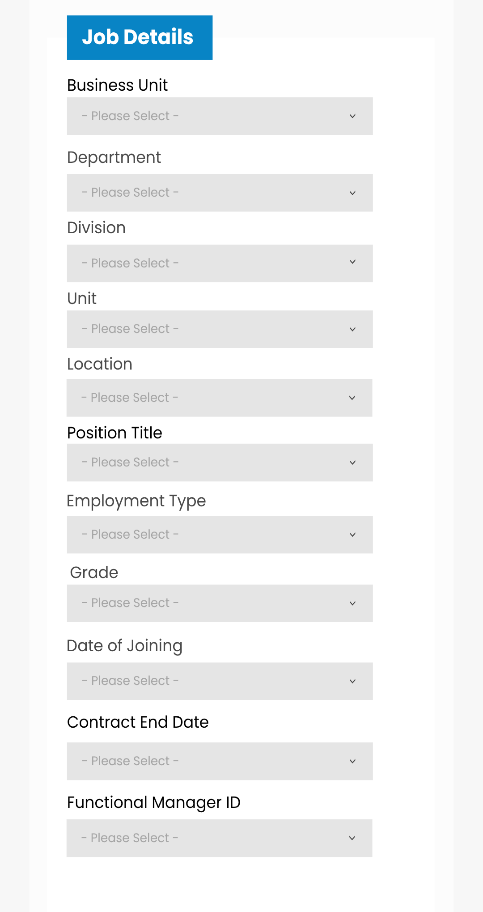 Job Details
Business Unit
- Please Select -
Department
- Please Select -
Division
- Please Select -
Unit
- Please Select -
Location
- Please Select -
Position Title
- Please Select -
Employment Type
- Please Select -
Grade
- Please Select -
Date of Joining
- Please Select -
Contract End Date
- Please Select -
Functional Manager ID
- Please Select -